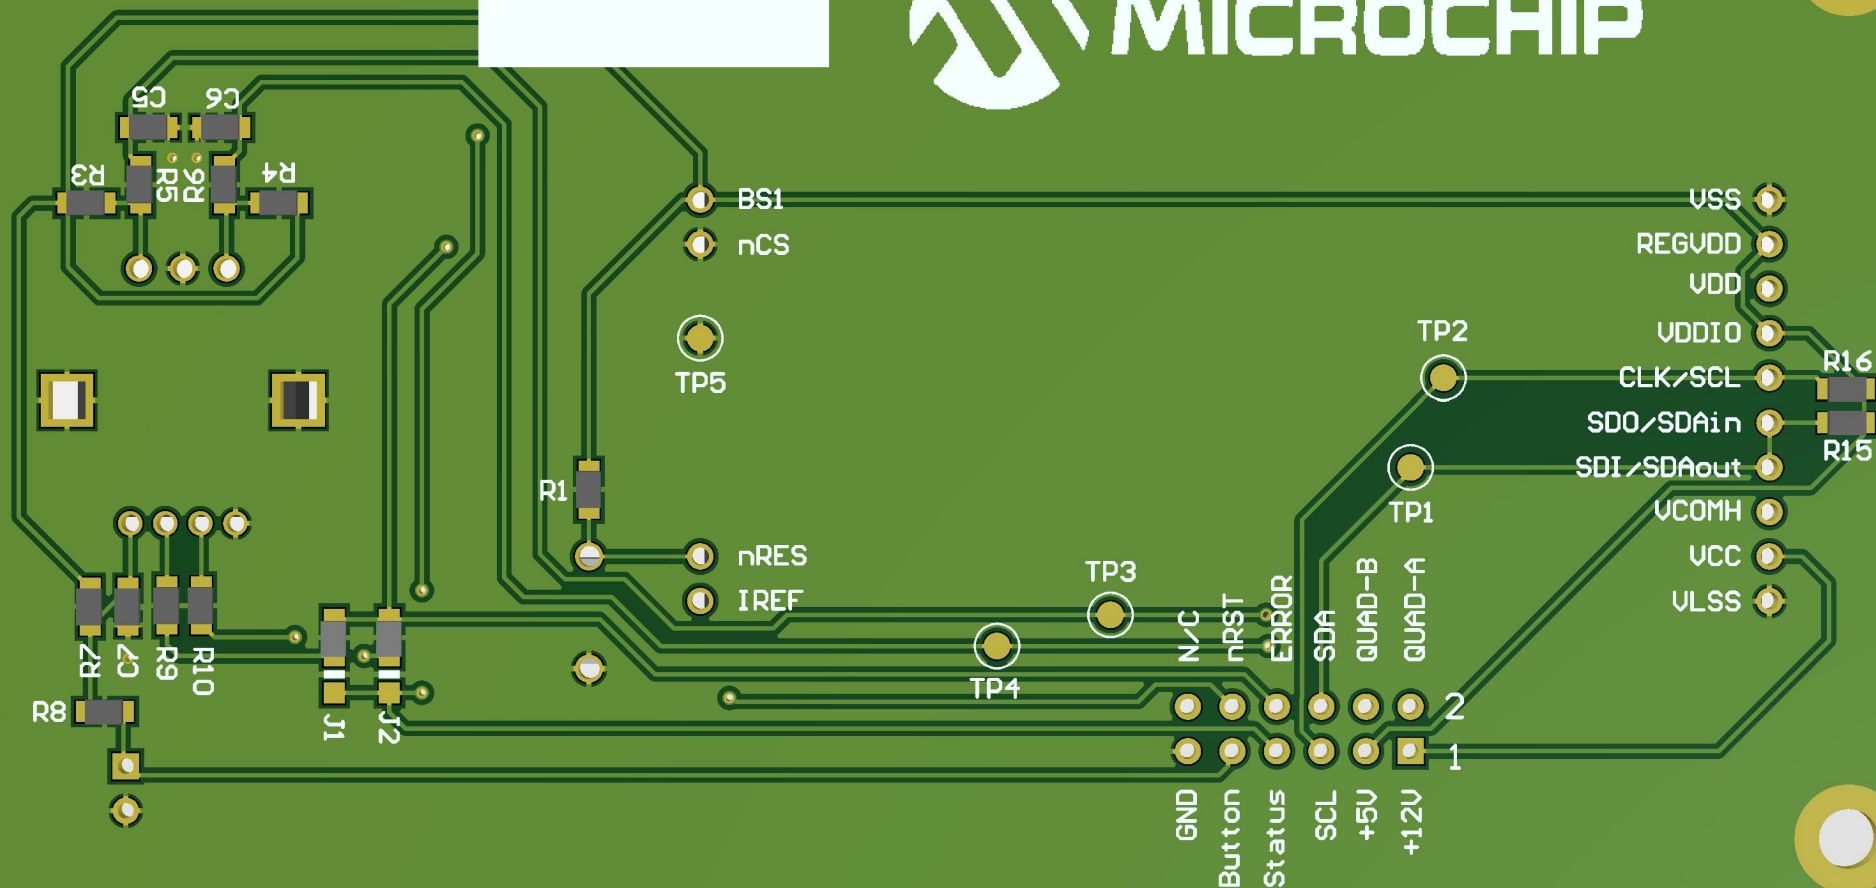 MICROCHIP
C5
C6
R3
R5
R6
R4
BS1
nCS
TP5
VSS
REGVDD
VDD
VDDIO
CLK/SCL
SDO/SDAin
SDI/SDAout
VCOMH
VCC
VLSS
TP2
R16
R15
TP1
R1
nRES
IREF
TP3
TP4
N/C
nRST
ERROR
SDA
QUAD-B
QUAD-A
R7
C7
R9
R10
R8
J1
J2
2
1
GND
Button
Status
SCL
+5V
+12V